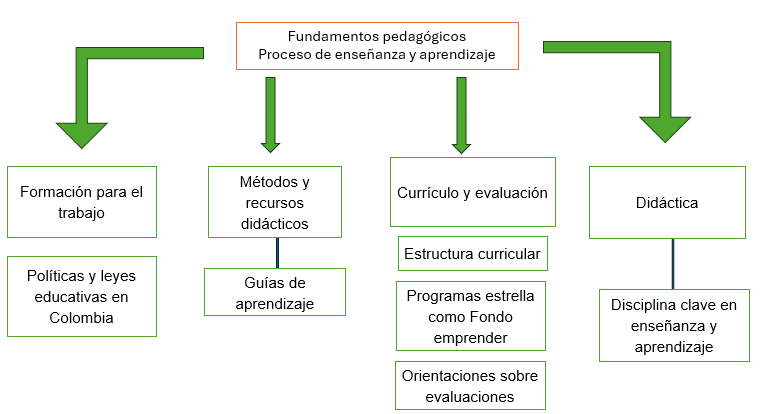 Fundamentos pedagógicos
Proceso de enseñanza y aprendizaje
Formación para el
trabajo
Políticas y leyes
educativas en
Colombia
Métodos y
recursos
didácticos
Guías de
aprendizaje
Currículo y evaluación
Estructura curricular
Programas estrella
como Fondo
emprender
Orientaciones sobre
evaluaciones
Didáctica
Disciplina clave en
enseñanza y
aprendizaje